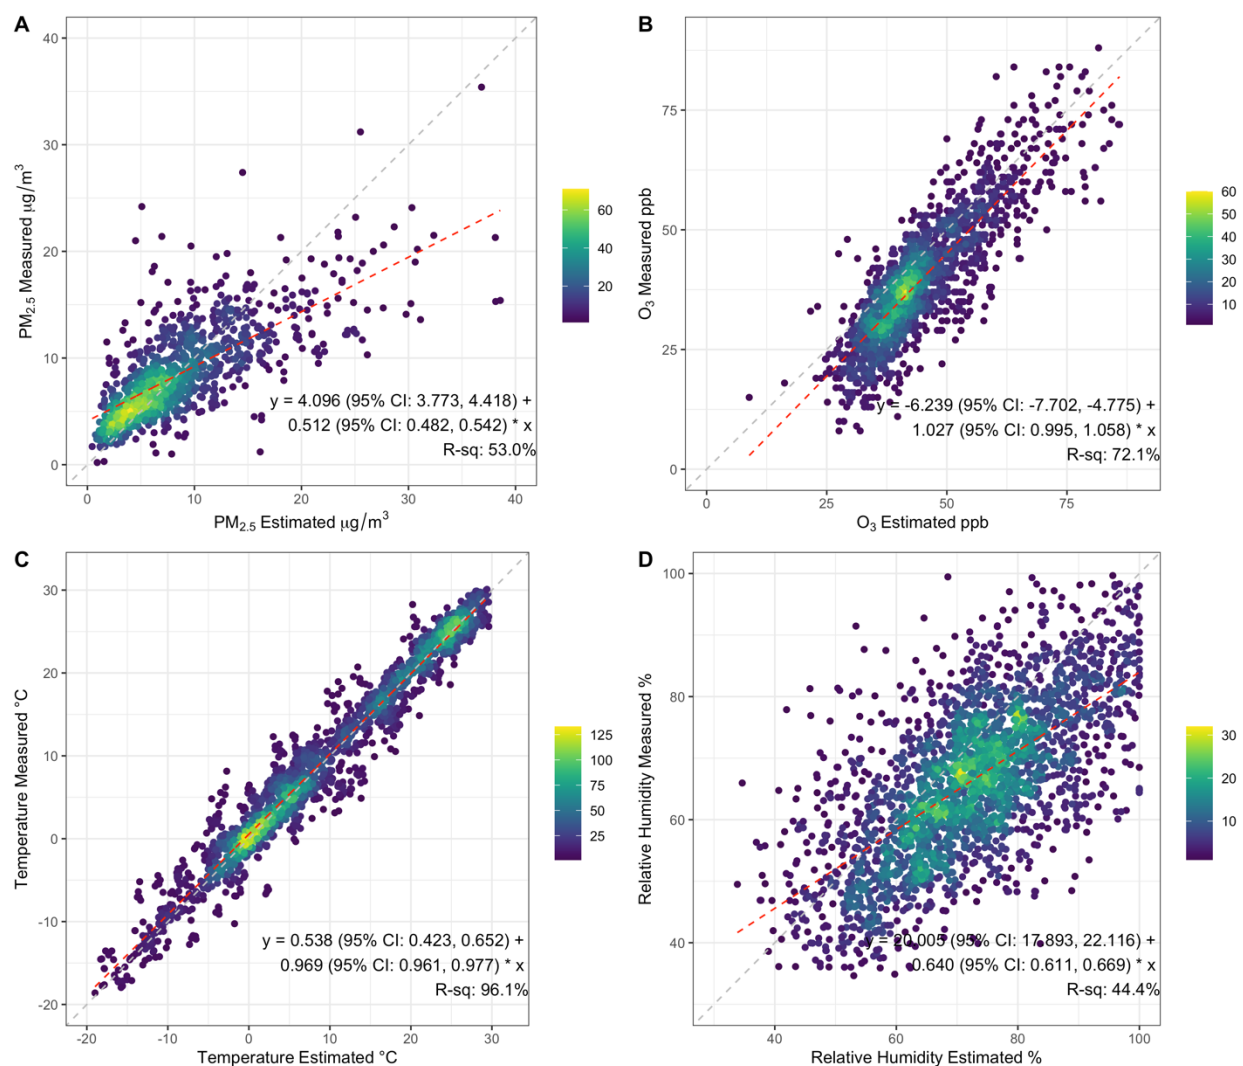 A
40
30
20
10
0
PM2.5 Measured μg/m³
y = 4.096 (95% CI: 3.773, 4.418) +
0.512 (95% CI: 0.482, 0.542) * x
R-sq: 53.0%
0
10
20
30
40
PM2.5 Estimated μg/m³
60
40
20
B
75
50
25
0
O3 Measured ppb
y = -6.239 (95% CI: -7.702, -4.775) +
1.027 (95% CI: 0.995, 1.058) * x
R-sq: 72.1%
0
25
50
75
O3 Estimated ppb
60
50
40
30
20
10
C
30
20
10
0
-10
-20
Temperature Measured °C
y = 0.538 (95% CI: 0.423, 0.652) +
0.969 (95% CI: 0.961, 0.977) * x
R-sq: 96.1%
-20
-10
0
10
20
30
Temperature Estimated °C
125
100
75
50
25
D
100
80
60
40
Relative Humidity Measured %
y = 20.005 (95% CI: 17.893, 22.116) +
0.640 (95% CI: 0.611, 0.669) * x
R-sq: 44.4%
40
60
80
100
Relative Humidity Estimated %
30
20
10